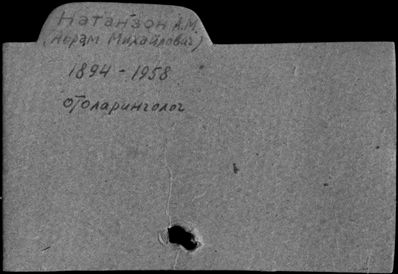 Натанзон А.М.
(Абрам Михайлович)
1894 - 1958
отоларинголог